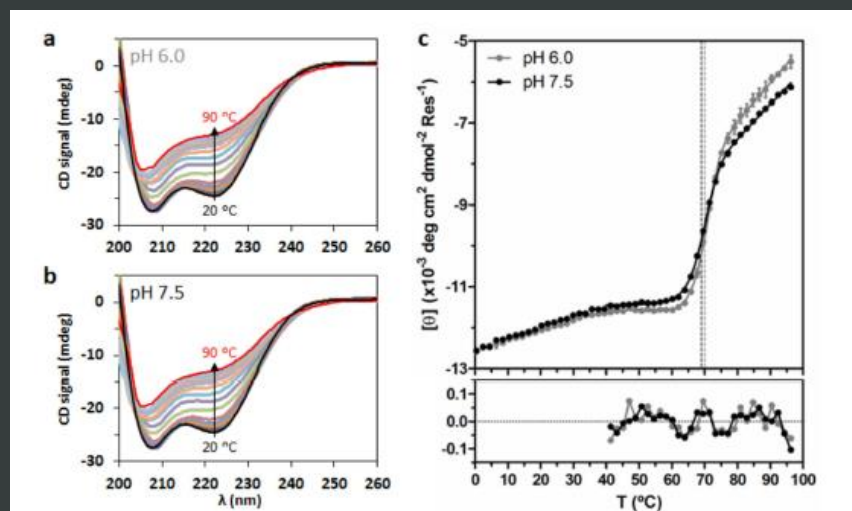 a
pH 6.0
0
-10
-20
-30
CD signal (mdeg)
90 °C
20 °C
200 210 220 230 240 250 260
b
pH 7.5
0
-10
-20
-30
CD signal (mdeg)
90 °C
20 °C
200 210 220 230 240 250 260
λ (nm)
c
pH 6.0
pH 7.5
-5
-7
-9
-11
-13
[θ] (x10⁻³ deg cm² dmol⁻² Res⁻¹)
0.1
0.0
-0.1
0 10 20 30 40 50 60 70 80 90 100
T (ºC)